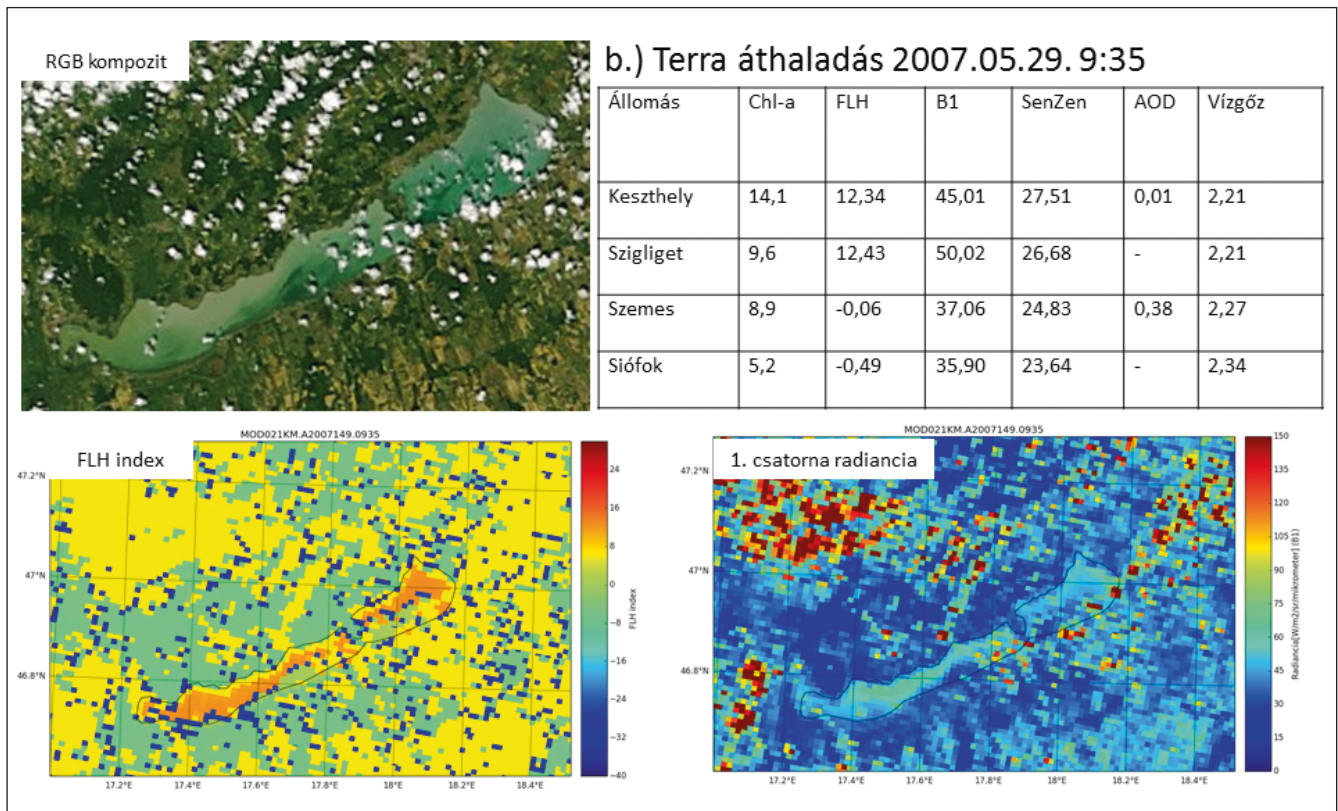 RGB kompozit
b.) Terra áthaladás 2007.05.29. 9:35
Állomás Chl-a FLH B1 SenZen AOD Vízgőz
Keszthely 14,1 12,34 45,01 27,51 0,01 2,21
Szigliget 9,6 12,43 50,02 26,68 - 2,21
Szemes 8,9 -0,06 37,06 24,83 0,38 2,27
Siófok 5,2 -0,49 35,90 23,64 - 2,34
MOD021KM.A2007149.0935
FLH index
47.2°N
47°N
46.8°N
17.2°E 17.4°E 17.6°E 17.8°E 18°E 18.2°E 18.4°E
24
16
8
0
−8
−16
−24
−32
−40
FLH index
MOD021KM.A2007149.0935
1. csatorna radiancia
47.2°N
47°N
46.8°N
17.2°E 17.4°E 17.6°E 17.8°E 18°E 18.2°E 18.4°E
150
135
120
105
90
75
60
45
30
15
0
Radiancia[W/m2/sr/mikrometer] (B1)